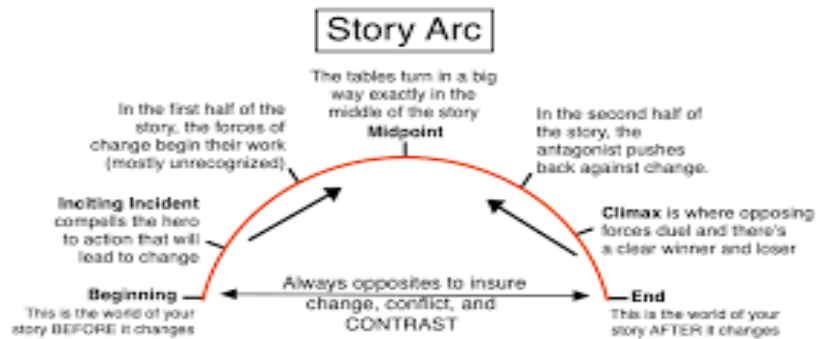 Story Arc
The tables turn in a big
way exactly in the
middle of the story
Midpoint
In the first half of the
story, the forces of
change begin their work
(mostly unrecognized)
In the second half of
the story, the
antagonist pushes
back against change.
Inciting Incident
compells the hero
to action that will
lead to change
Climax is where opposing
forces duel and there's
a clear winner and loser
Always opposites to insure
change, conflict, and
CONTRAST
Beginning
This is the world of your
story BEFORE it changes
End
This is the world of your
story AFTER it changes